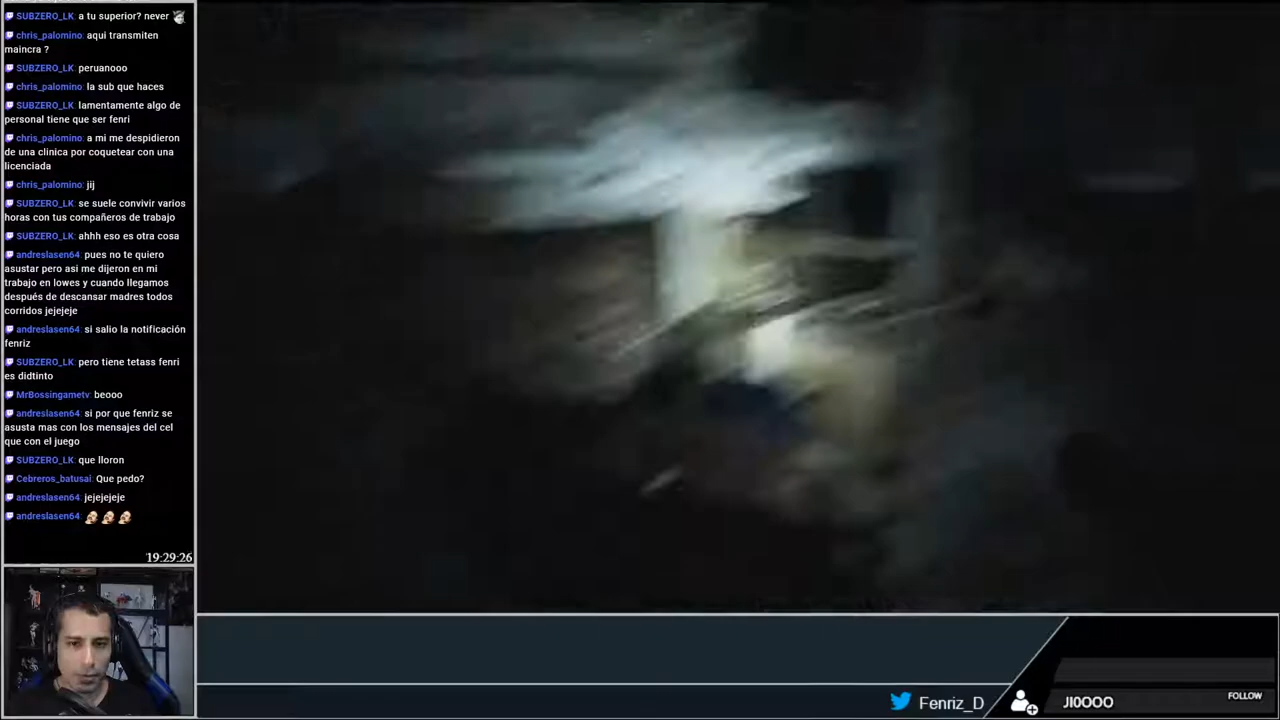 SUBZERO_LK: a tu superior? never
chris_palomino: aqui transmiten
maincra ?
SUBZERO_LK: peruanooo
chris_palomino: la sub que haces
SUBZERO_LK: lamentamente algo de
personal tiene que ser fenri
chris_palomino: a mi me despidieron
de una clinica por coquetear con una
licenciada
chris_palomino: jij
SUBZERO_LK: se suele convivir varios
horas con tus compañeros de trabajo
SUBZERO_LK: ahhh eso es otra cosa
andreslasen64: pues no te quiero
asustar pero asi me dijeron en mi
trabajo en lowes y cuando llegamos
después de descansar madres todos
corridos jejejeje
andreslasen64: si salio la notificación
fenriz
SUBZERO_LK: pero tiene tetass fenri
es didtinto
MrBossingametv: beooo
andreslasen64: si por que fenriz se
asusta mas con los mensajes del cel
que con el juego
SUBZERO_LK: que lloron
Cebreros_batusai: Que pedo?
andreslasen64: jejejejeje
andreslasen64:
19:29:26
Fenriz_D
JI0OOO
FOLLOW